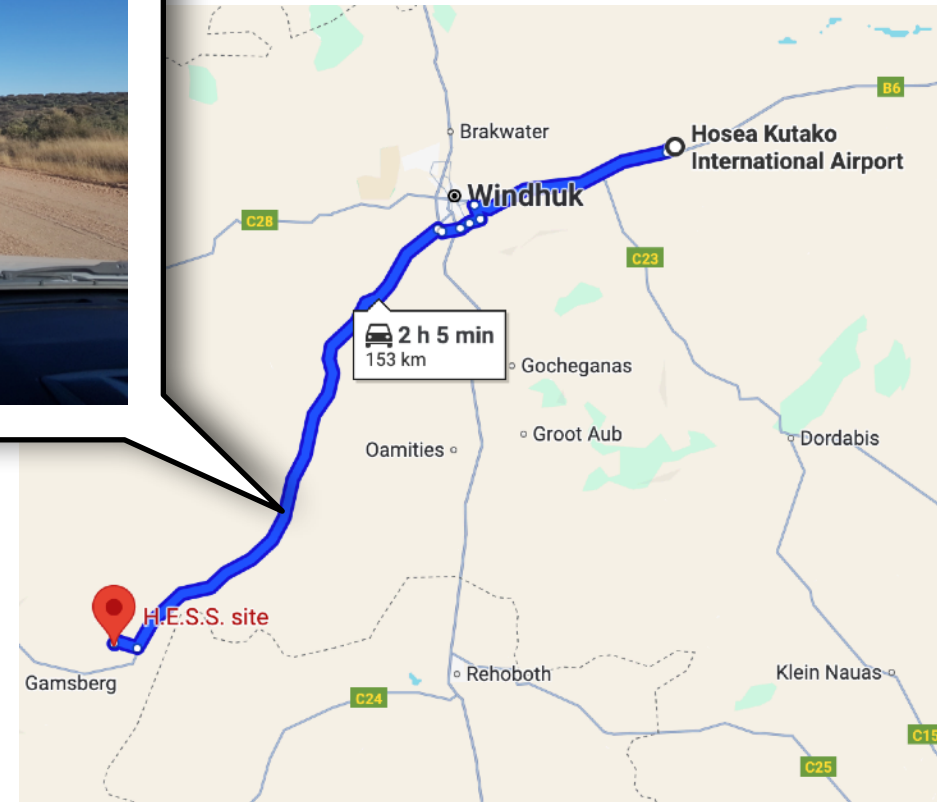 B6
Brakwater
Hosea Kutako
International Airport
Windhuk
C28
C23
2 h 5 min
153 km
Gocheganas
Groot Aub
Oamities
Dordabis
H.E.S.S. site
Gamsberg
Rehoboth
Klein Nauas
C24
C15
C25